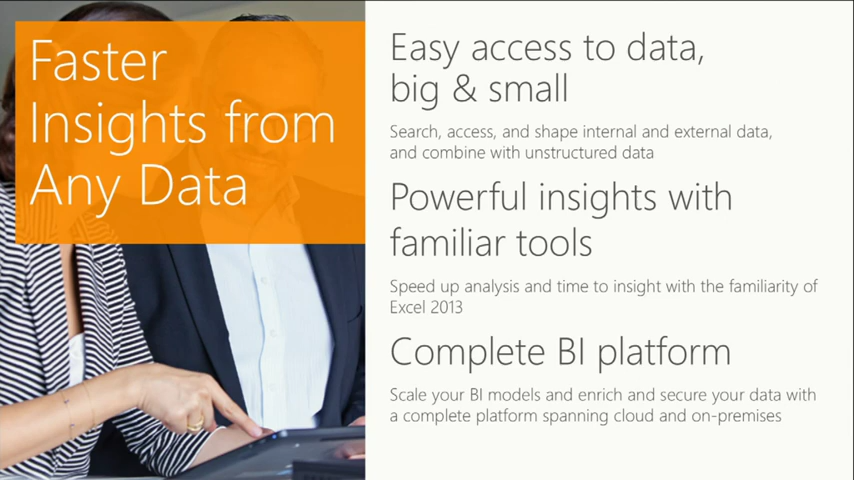 Faster
Insights from
Any Data
Easy access to data,
big & small
Search, access, and shape internal and external data,
and combine with unstructured data
Powerful insights with
familiar tools
Speed up analysis and time to insight with the familiarity of
Excel 2013
Complete BI platform
Scale your BI models and enrich and secure your data with
a complete platform spanning cloud and on-premises